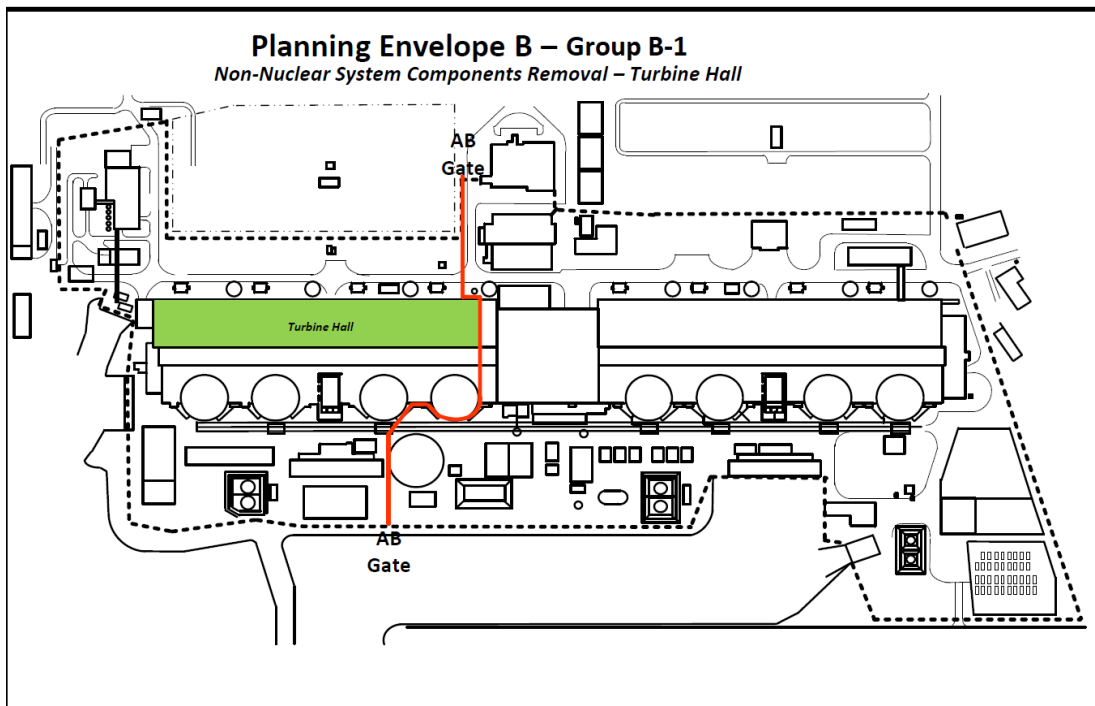 Planning Envelope B – Group B-1
Non-Nuclear System Components Removal – Turbine Hall
AB
Gate
Turbine Hall
AB
Gate